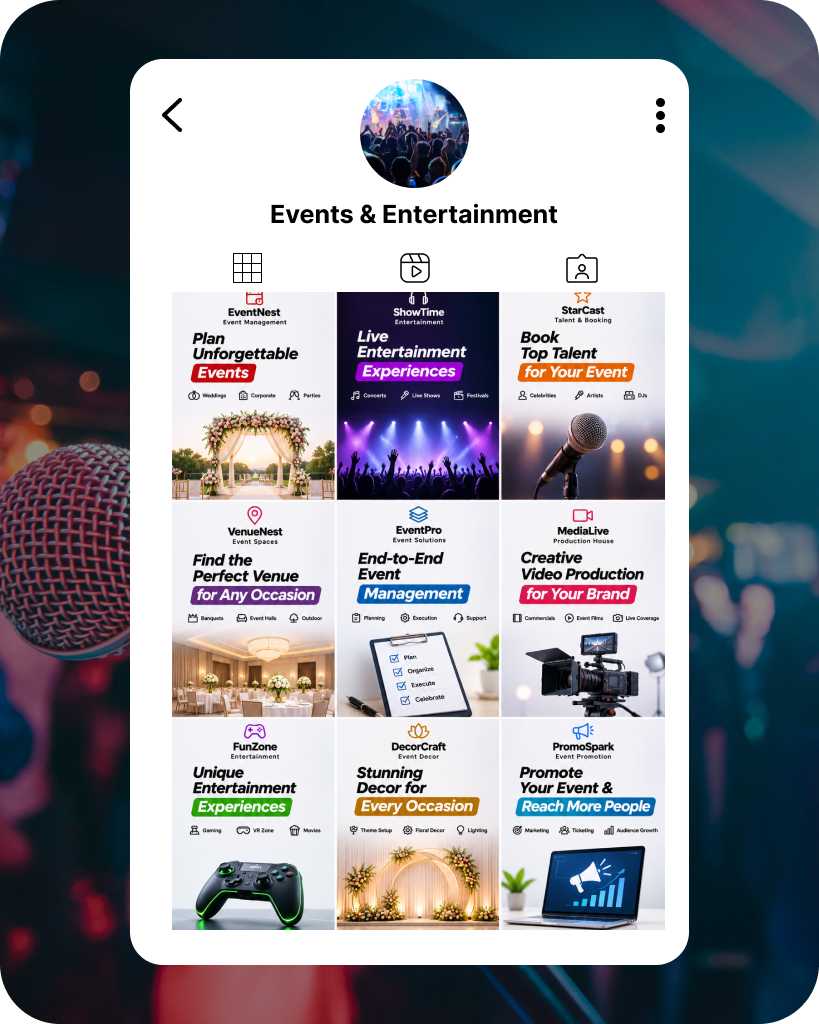 Events & Entertainment
EventNest
Event Management
Plan
Unforgettable
Events
Weddings
Corporate
Parties
ShowTime
Entertainment
Live
Entertainment
Experiences
Concerts
Live Shows
Festivals
StarCast
Talent & Booking
Book
Top Talent
for Your Event
Celebrities
Artists
DJs
VenueNest
Event Spaces
Find the
Perfect Venue
for Any Occasion
Banquets
Event Halls
Outdoor
EventPro
Event Solutions
End-to-End
Event
Management
Planning
Execution
Support
Plan
Organize
Execute
Celebrate
MediaLive
Production House
Creative
Video Production
for Your Brand
Commercials
Event Films
Live Coverage
FunZone
Entertainment
Unique
Entertainment
Experiences
Gaming
VR Zone
Movies
DecorCraft
Event Decor
Stunning
Decor for
Every Occasion
Theme Setup
Floral Decor
Lighting
PromoSpark
Event Promotion
Promote
Your Event &
Reach More People
Marketing
Ticketing
Audience Growth